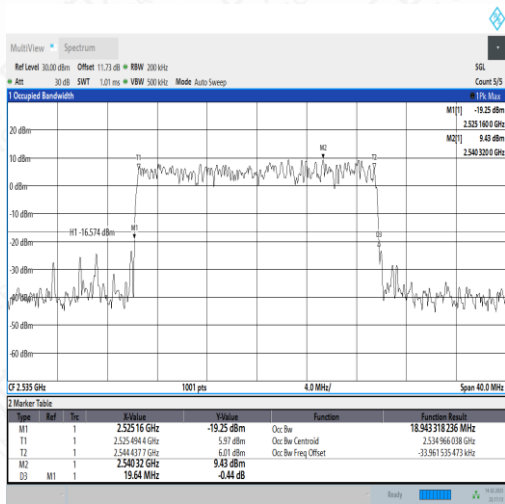 MultiView Spectrum
Ref Level 30.00 dBm Offset 11.73 dB RBW 200 kHz SGL
Att 30 dB SWT 1.01 ms VBW 500 kHz Mode Auto Sweep Count 5/5
1 Occupied Bandwidth 1Pk Max
M1[1] -19.25 dBm
2.525 160 0 GHz
M2[1] 9.43 dBm
2.540 320 0 GHz
20 dBm
M2
T1 T2
10 dBm
0 dBm
-10 dBm
H1 -16.574 dBm M1
-20 dBm D3
-30 dBm
-40 dBm
-50 dBm
-60 dBm
CF 2.535 GHz 1001 pts 4.0 MHz/ Span 40.0 MHz
2 Marker Table
Type Ref Trc X-Value Y-Value Function Function Result
M1 1 2.525 16 GHz -19.25 dBm Occ Bw 18.943 318 236 MHz
T1 1 2.525 494 4 GHz 5.97 dBm Occ Bw Centroid 2.534 966 038 GHz
T2 1 2.544 437 7 GHz 6.01 dBm Occ Bw Freq Offset -33.961 535 473 kHz
M2 1 2.540 32 GHz 9.43 dBm
D3 M1 1 19.64 MHz -0.44 dB
Ready